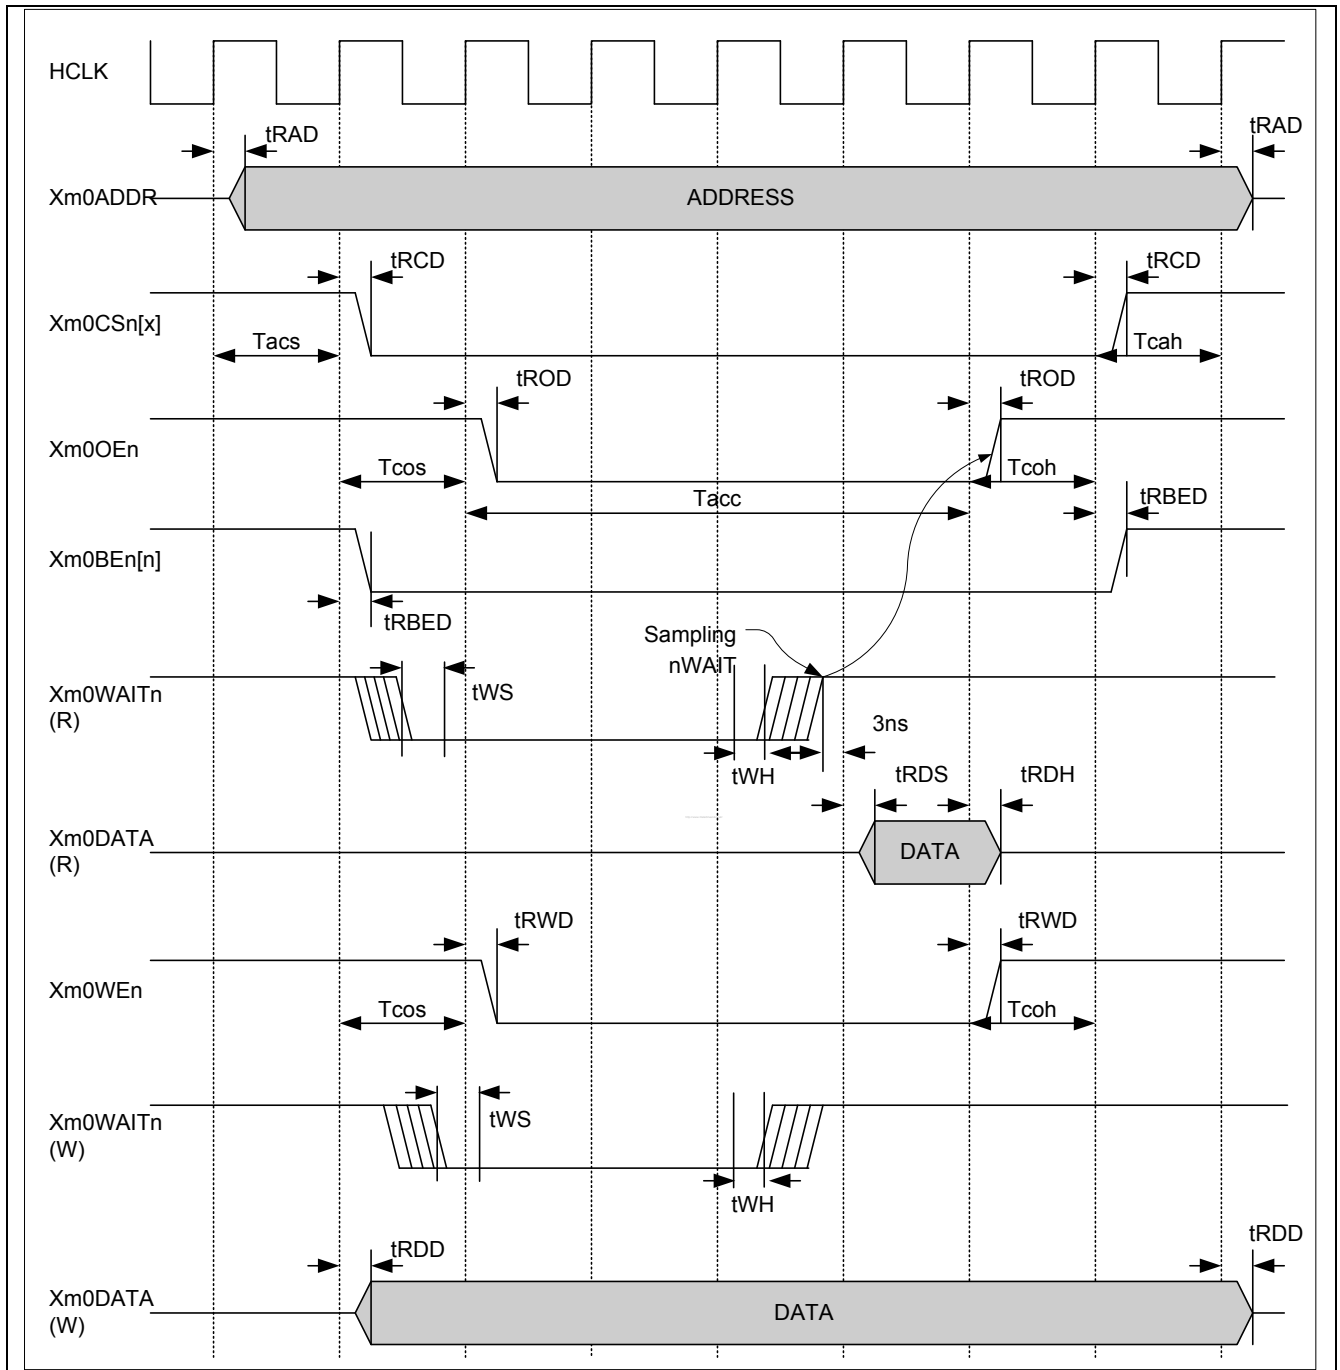 HCLK
tRAD
tRAD
Xm0ADDR
ADDRESS
tRCD
tRCD
Xm0CSn[x]
Tacs
Tcah
tROD
tROD
Xm0OEn
Tcos
Tcoh
Tacc
tRBED
Xm0BEn[n]
tRBED
Sampling
nWAIT
Xm0WAITn
(R)
tWS
3ns
tWH
tRDS
tRDH
Xm0DATA
(R)
DATA
tRWD
tRWD
Xm0WEn
Tcos
Tcoh
Xm0WAITn
(W)
tWS
tWH
tRDD
tRDD
Xm0DATA
(W)
DATA